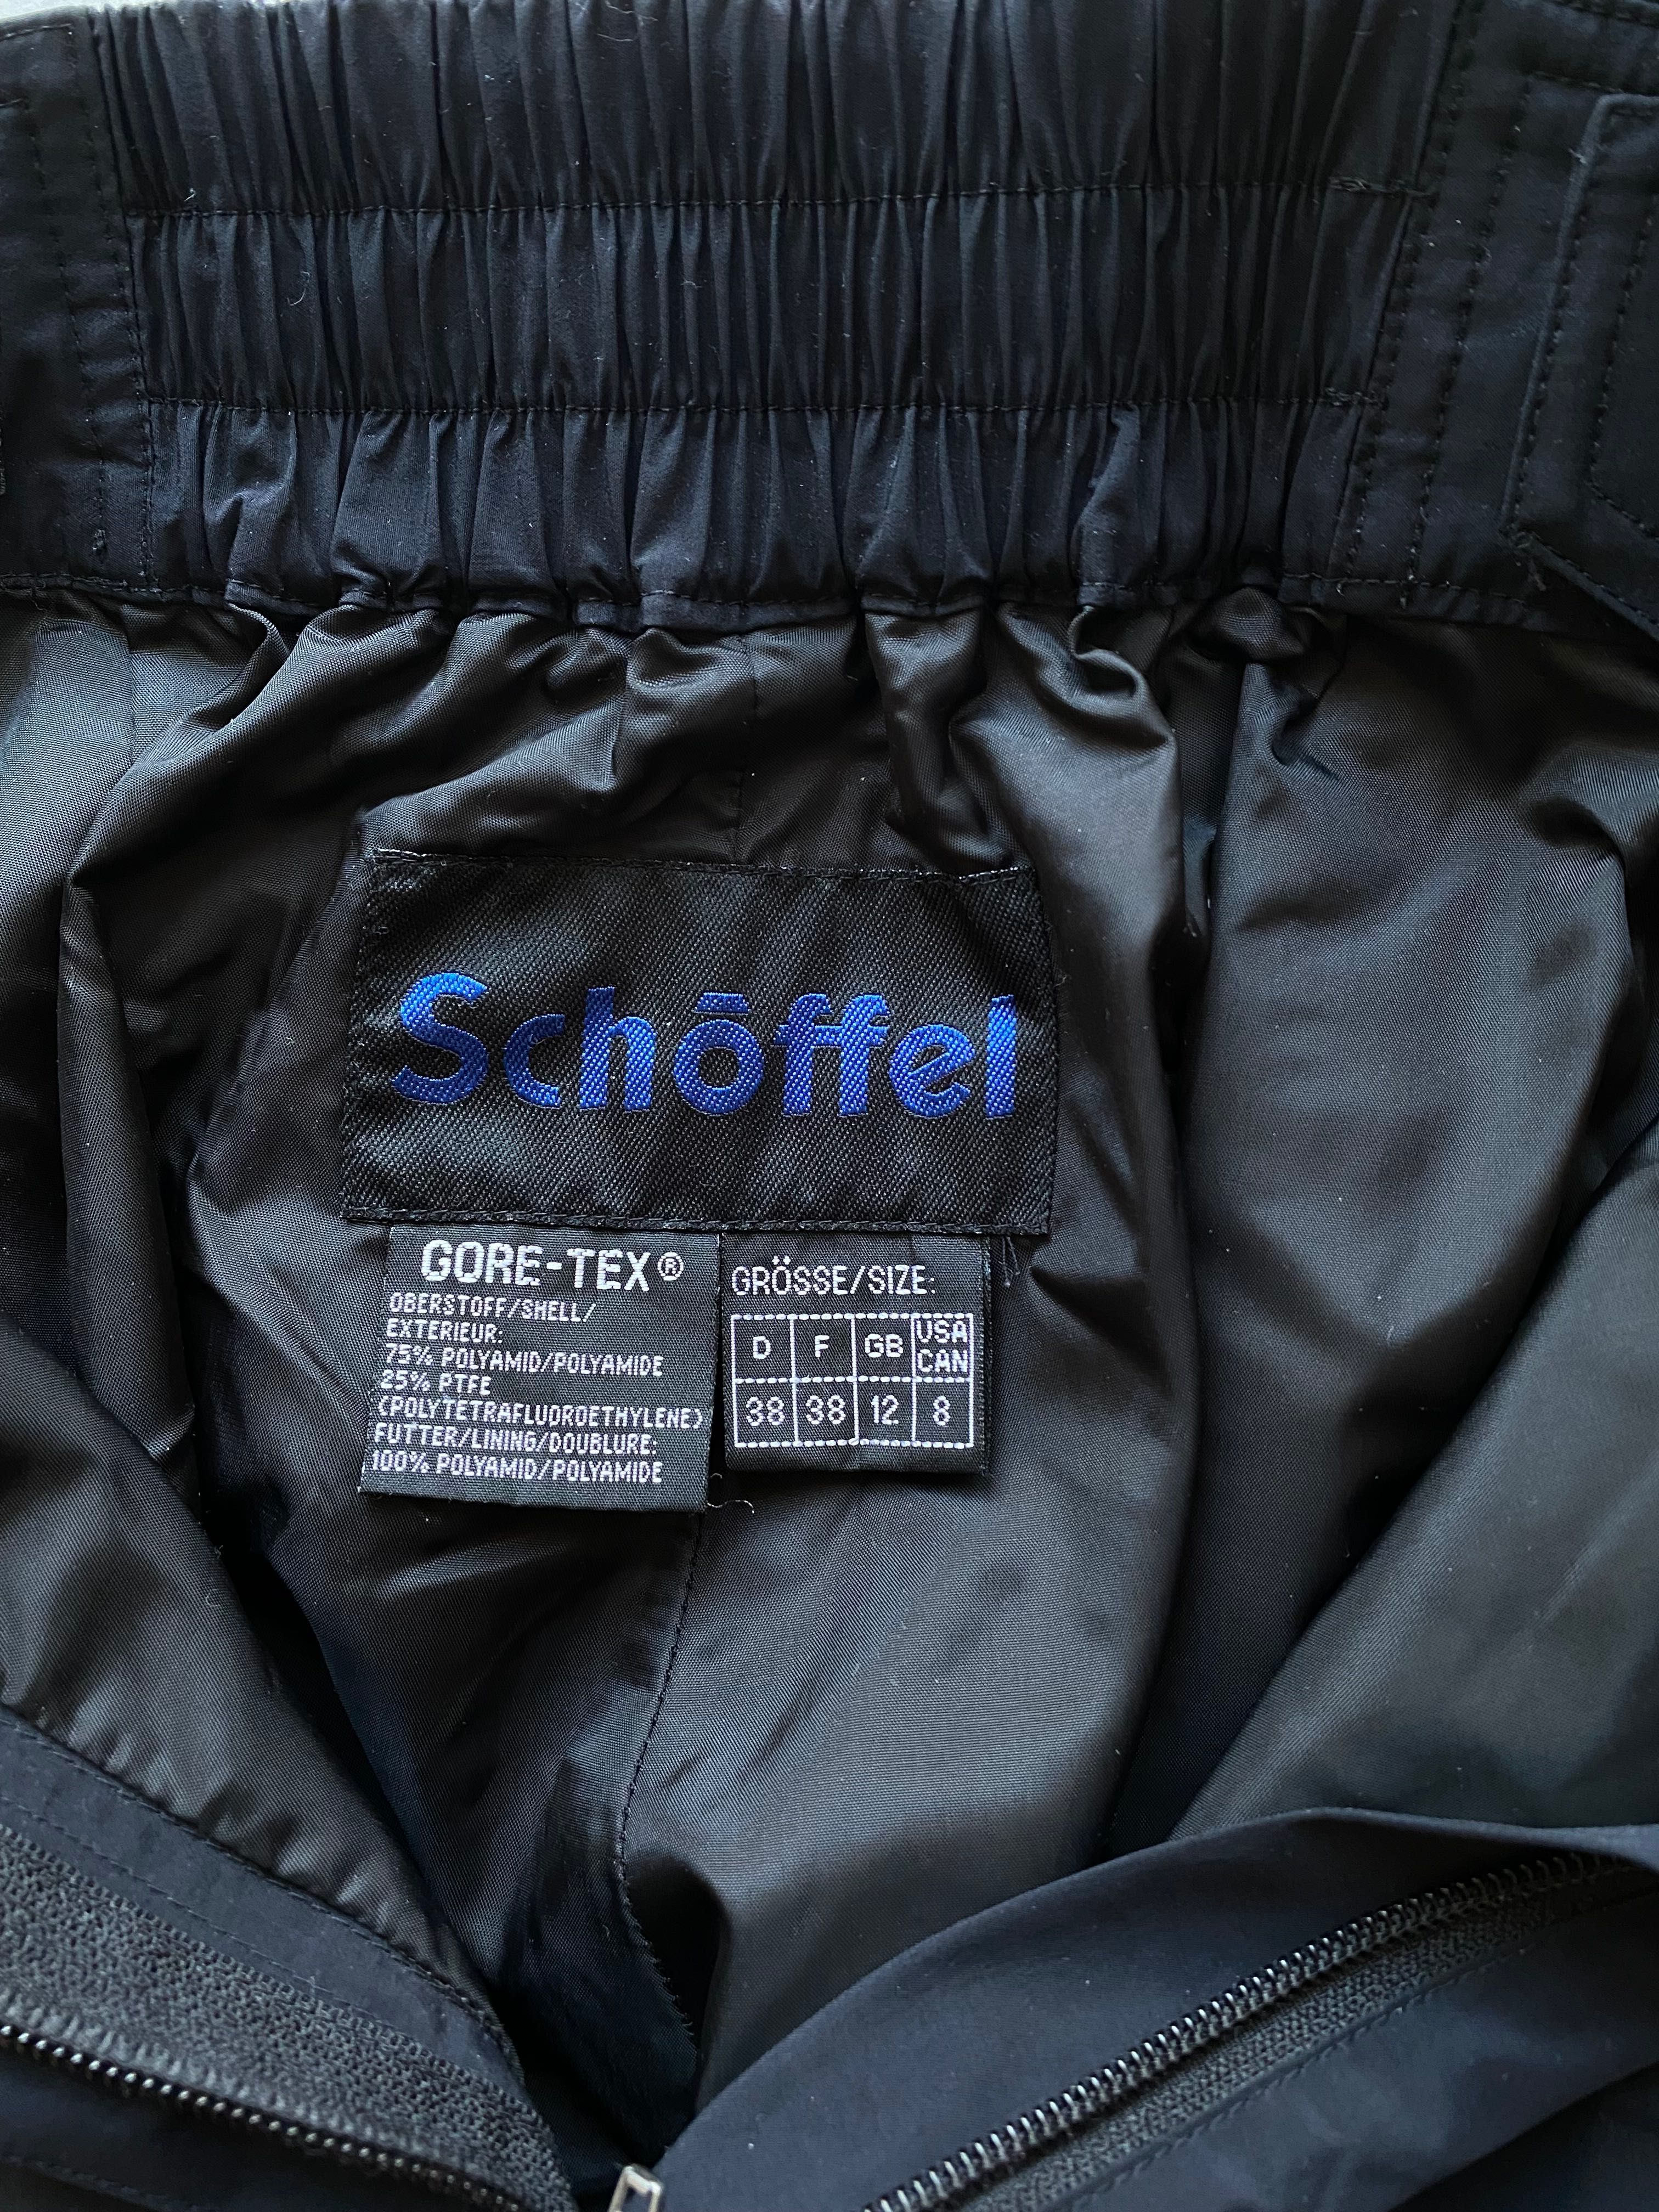 Schöffel
GORE-TEX®
OBERSTOFF/SHELL/
EXTERIEUR:
75% POLYAMID/POLYAMIDE
25% PTFE
(POLYTETRAFLUOROETHYLENE)
FUTTER/LINING/DOUBLURE:
100% POLYAMID/POLYAMIDE
GRÖSSE/SIZE:
D F GB USA CAN
38 38 12 8